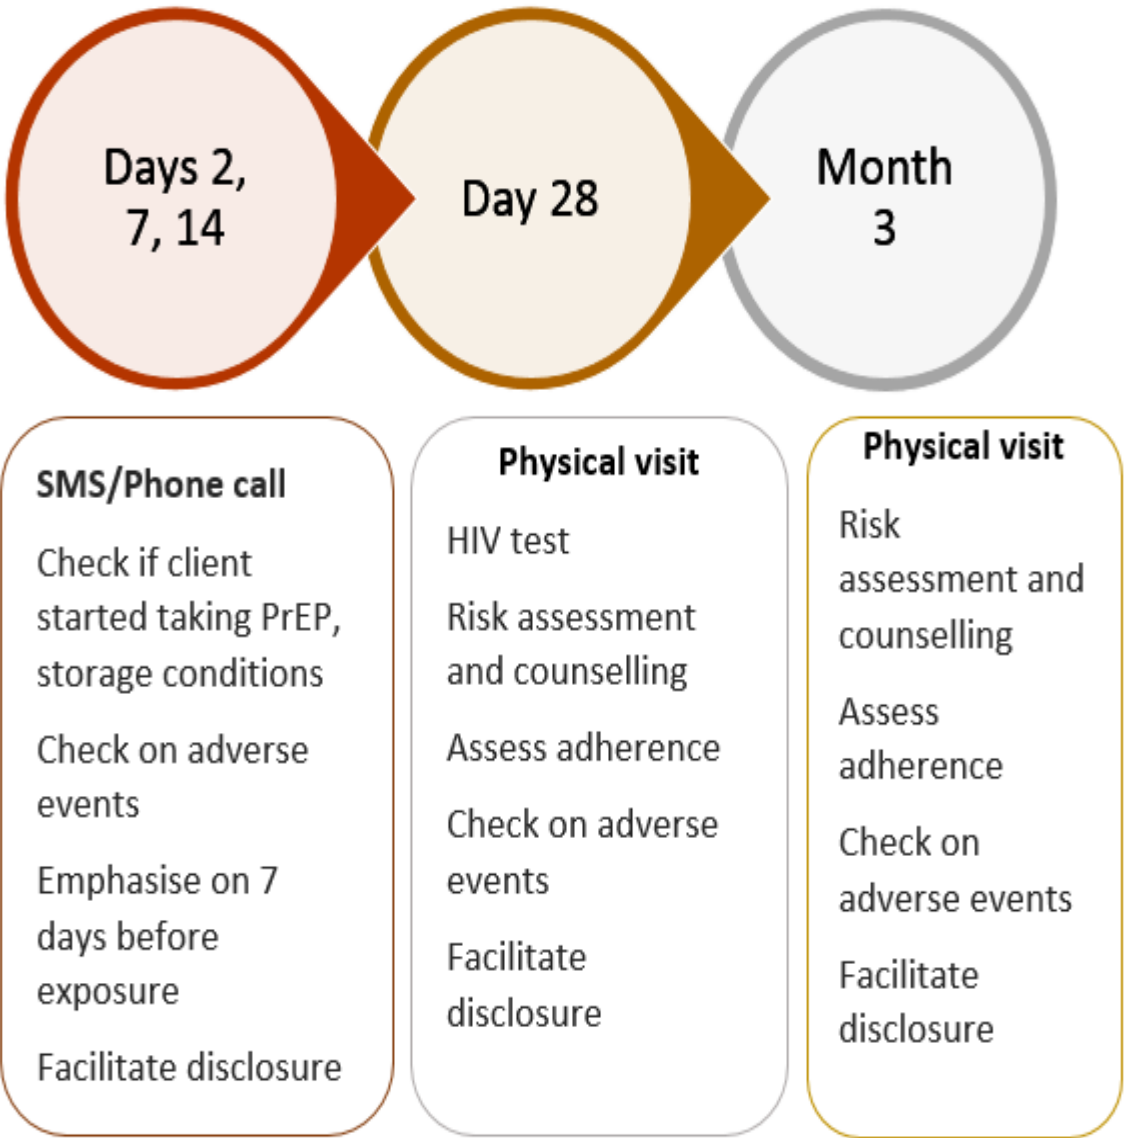 Days 2,
7, 14
Day 28
Month
3
SMS/Phone call
Check if client
started taking PrEP,
storage conditions
Check on adverse
events
Emphasise on 7
days before
exposure
Facilitate disclosure
Physical visit
HIV test
Risk assessment
and counselling
Assess adherence
Check on adverse
events
Facilitate
disclosure
Physical visit
Risk
assessment and
counselling
Assess
adherence
Check on
adverse events
Facilitate
disclosure